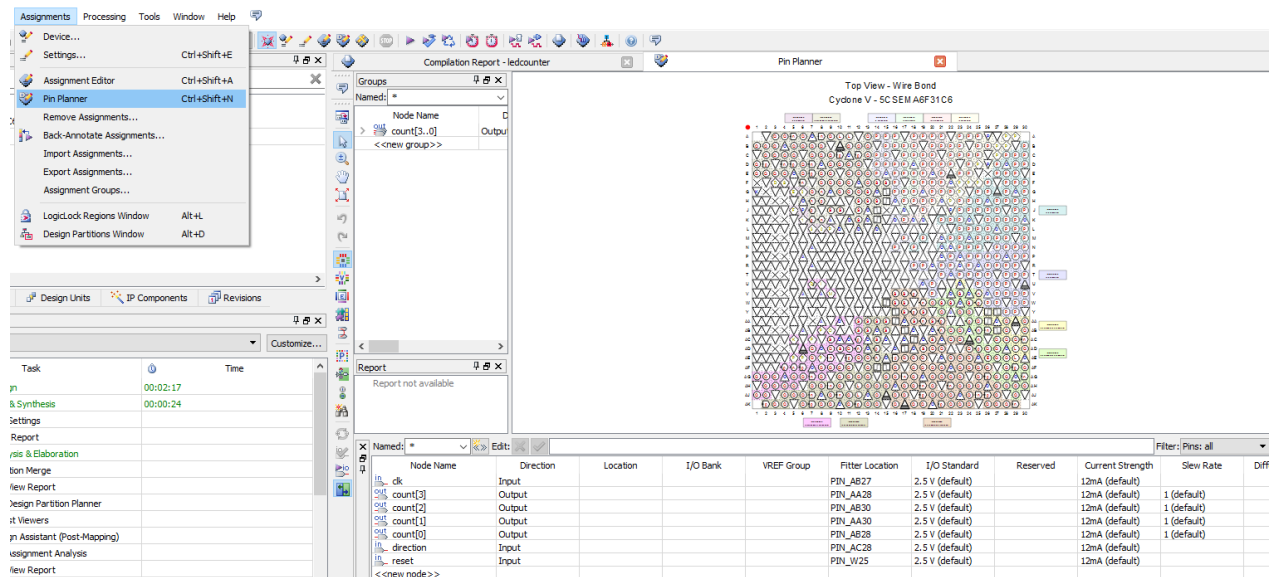 Assignments Processing Tools Window Help
Device...
Settings... Ctrl+Shift+E
Assignment Editor Ctrl+Shift+A
Pin Planner Ctrl+Shift+N
Remove Assignments...
Back-Annotate Assignments...
Import Assignments...
Export Assignments...
Assignment Groups...
LogicLock Regions Window Alt+L
Design Partitions Window Alt+D
Design Units IP Components Revisions
Customize...
Task Time
gn 00:02:17
& Synthesis 00:00:24
Settings
Report
ysis & Elaboration
tion Merge
View Report
Design Partition Planner
st Viewers
gn Assistant (Post-Mapping)
Assignment Analysis
View Report
Compilation Report - ledcounter
Pin Planner
Groups
Named: *
Node Name D
count[3..0] Output
<<new group>>
Report
Report not available
Top View - Wire Bond
Cyclone V - 5CSEMA6F31C6
Named: * Edit: Filter: Pins: all
Node Name Direction Location I/O Bank VREF Group Fitter Location I/O Standard Reserved Current Strength Slew Rate Diff
clk Input PIN_AB27 2.5 V (default) 12mA (default)
count[3] Output PIN_AA28 2.5 V (default) 12mA (default) 1 (default)
count[2] Output PIN_AB30 2.5 V (default) 12mA (default) 1 (default)
count[1] Output PIN_AA30 2.5 V (default) 12mA (default) 1 (default)
count[0] Output PIN_AB28 2.5 V (default) 12mA (default) 1 (default)
direction Input PIN_AC28 2.5 V (default) 12mA (default)
reset Input PIN_W25 2.5 V (default) 12mA (default)
<<new node>>